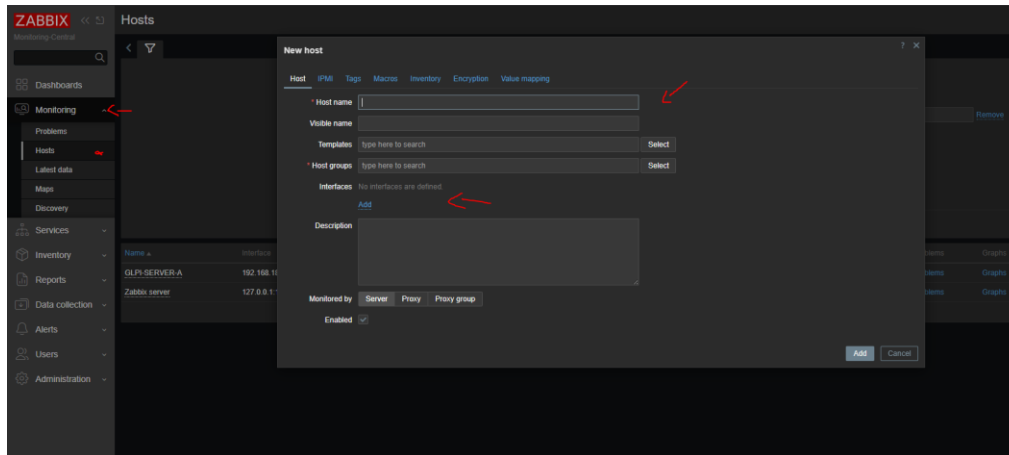 ZABBIX
Monitoring-Central
Dashboards
Monitoring
Problems
Hosts
Latest data
Maps
Discovery
Services
Inventory
Reports
Data collection
Alerts
Users
Administration
Hosts
Remove
Name
Interface
Graphs
GLPI-SERVER-A
192.168.1
Graphs
Zabbix server
127.0.0.1:
Graphs
New host
? ×
Host IPMI Tags Macros Inventory Encryption Value mapping
* Host name
Visible name
Templates type here to search Select
* Host groups type here to search Select
Interfaces No interfaces are defined.
Add
Description
Monitored by Server Proxy Proxy group
Enabled
Add Cancel